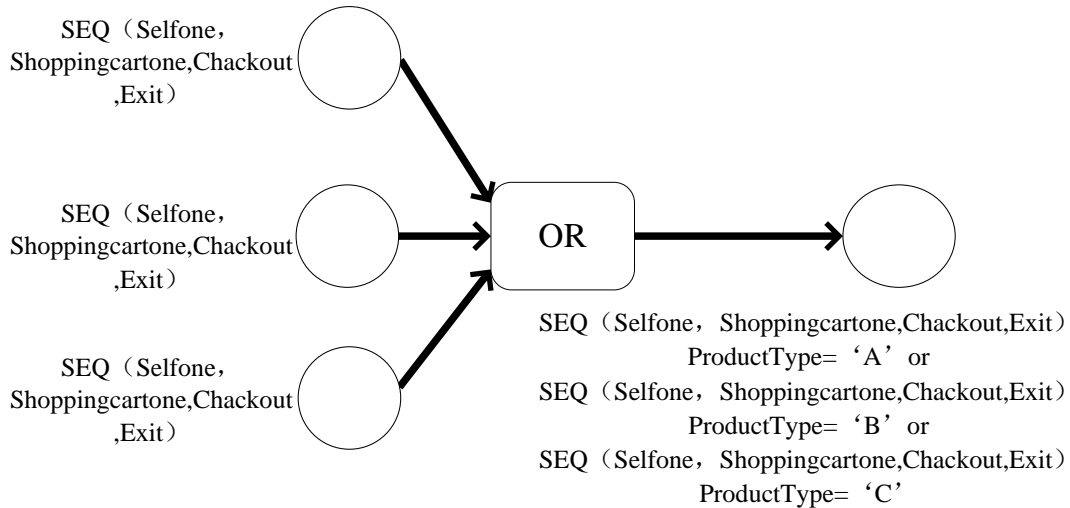 SEQ（Selfone，
Shoppingcartone,Chackout
,Exit）
SEQ（Selfone，
Shoppingcartone,Chackout
,Exit）
SEQ（Selfone，
Shoppingcartone,Chackout
,Exit）
OR
SEQ（Selfone，Shoppingcartone,Chackout,Exit）
ProductType=‘A’or
SEQ（Selfone，Shoppingcartone,Chackout,Exit）
ProductType=‘B’or
SEQ（Selfone，Shoppingcartone,Chackout,Exit）
ProductType=‘C’